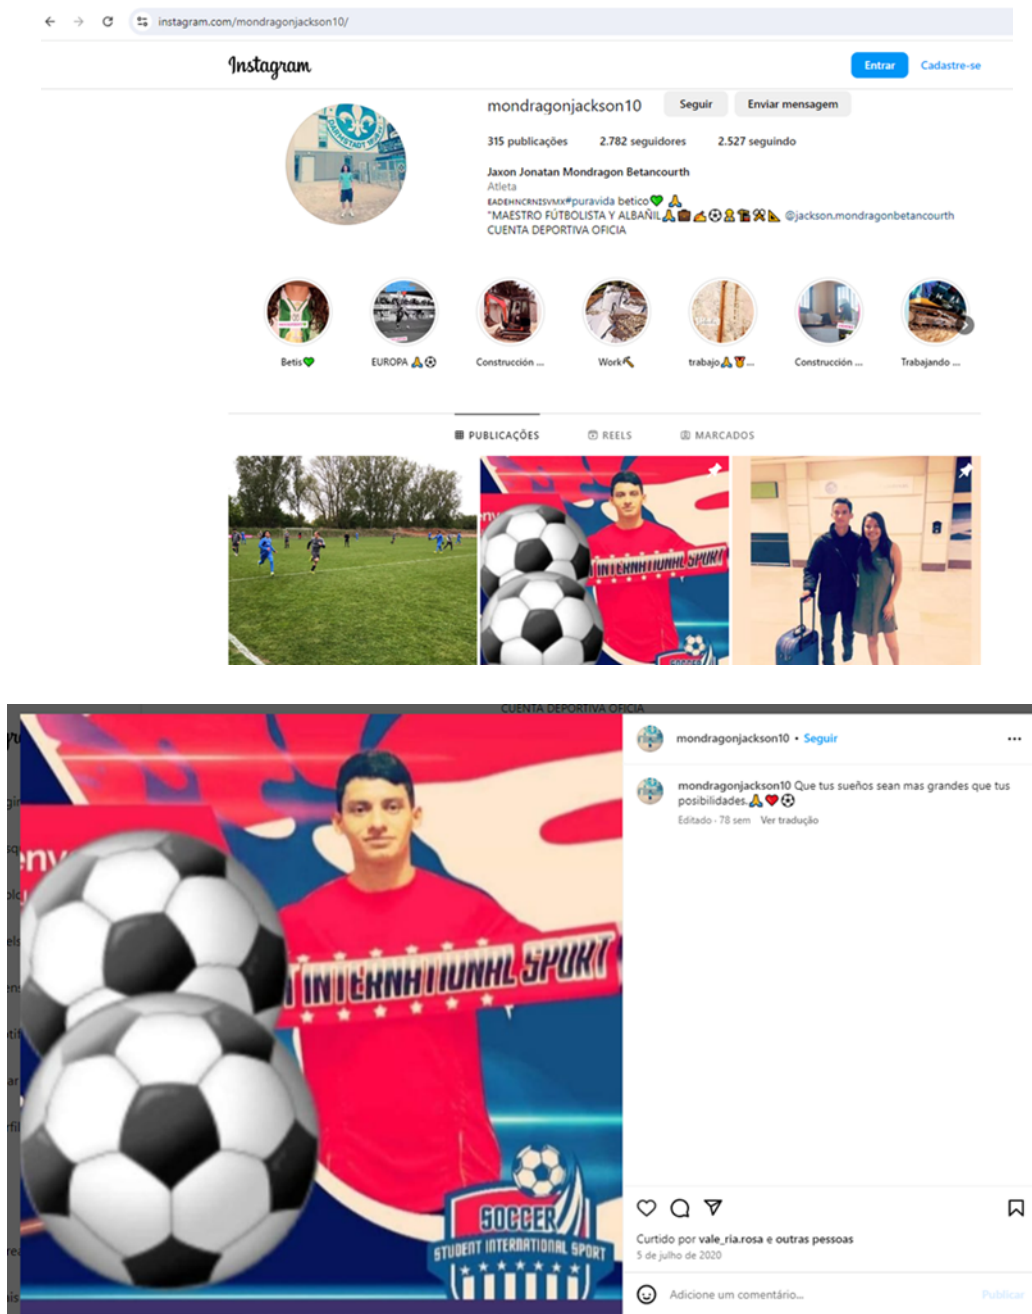 instagram.com/mondragonjackson10/
Instagram
Entrar
Cadastre-se
mondragonjackson10
Seguir
Enviar mensagem
315 publicações 2.782 seguidores 2.527 seguindo
Jaxon Jonatan Mondragon Betancourth
Atleta
EADEHNCRNISVMX#puravida betico💚 🙏
"MAESTRO FÚTBOLISTA Y ALBAÑIL @jackson.mondragonbetancourth
CUENTA DEPORTIVA OFICIA
Betis💚
EUROPA 🙏⚽
Construcción ...
Work🔨
trabajo🙏🏅...
Construcción ...
Trabajando ...
PUBLICAÇÕES
REELS
MARCADOS
INTERNATIONAL SPORT
SOCCER
CUENTA DEPORTIVA OFICIA
mondragonjackson10 • Seguir
mondragonjackson10 Que tus sueños sean mas grandes que tus
posibilidades.🙏❤️⚽
Editado · 78 sem Ver tradução
INTERNATIONAL SPORT
SOCCER
STUDENT INTERNATIONAL SPORT
Curtido por vale_ria.rosa e outras pessoas
5 de julho de 2020
Adicione um comentário...
Publicar